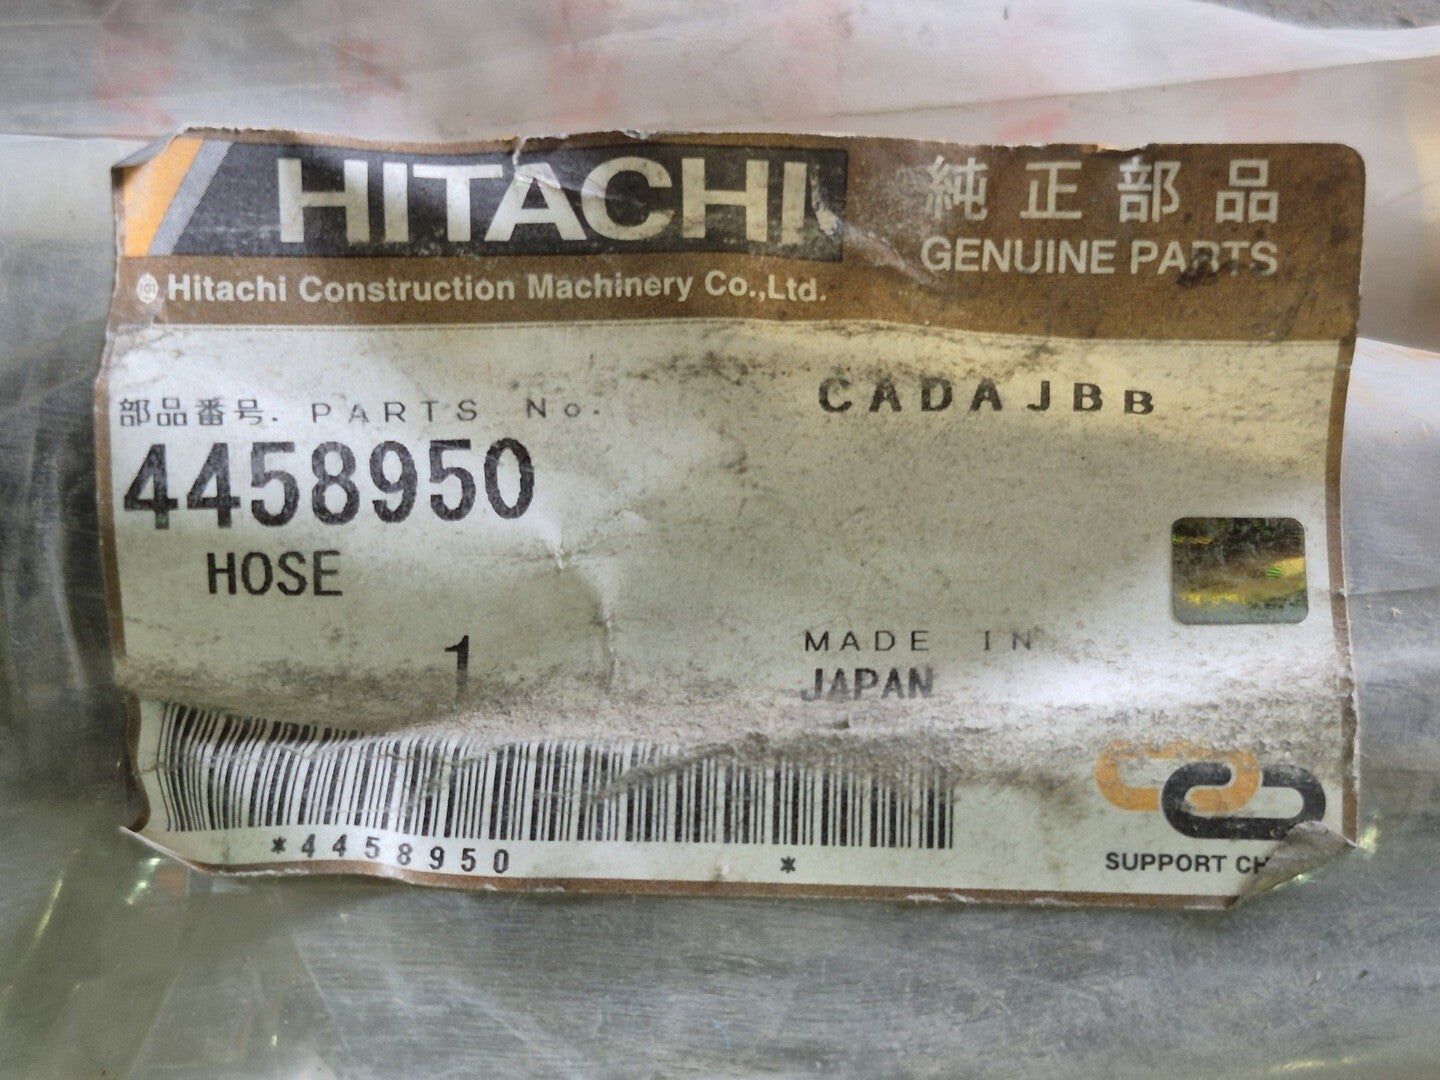 HITACHI
純正部品
GENUINE PARTS
Hitachi Construction Machinery Co.,Ltd.
CADAJBB
部品番号. PARTS No.
4458950
HOSE
1
MADE IN
JAPAN
*4458950 *
SUPPORT